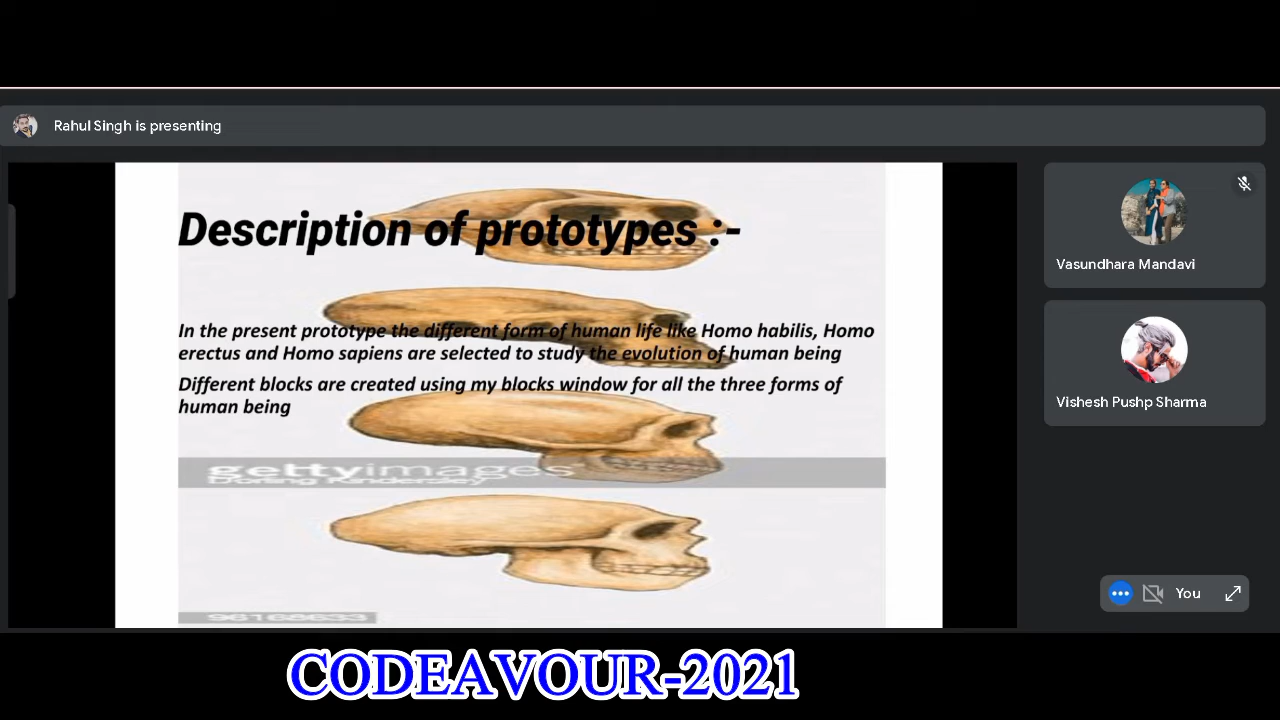 Rahul Singh is presenting
Description of prototypes :-
In the present prototype the different form of human life like Homo habilis, Homo
erectus and Homo sapiens are selected to study the evolution of human being
Different blocks are created using my blocks window for all the three forms of
human being
gettyimages
Dorling Kindersley
96168633
Vasundhara Mandavi
Vishesh Pushp Sharma
You
CODEAVOUR-2021